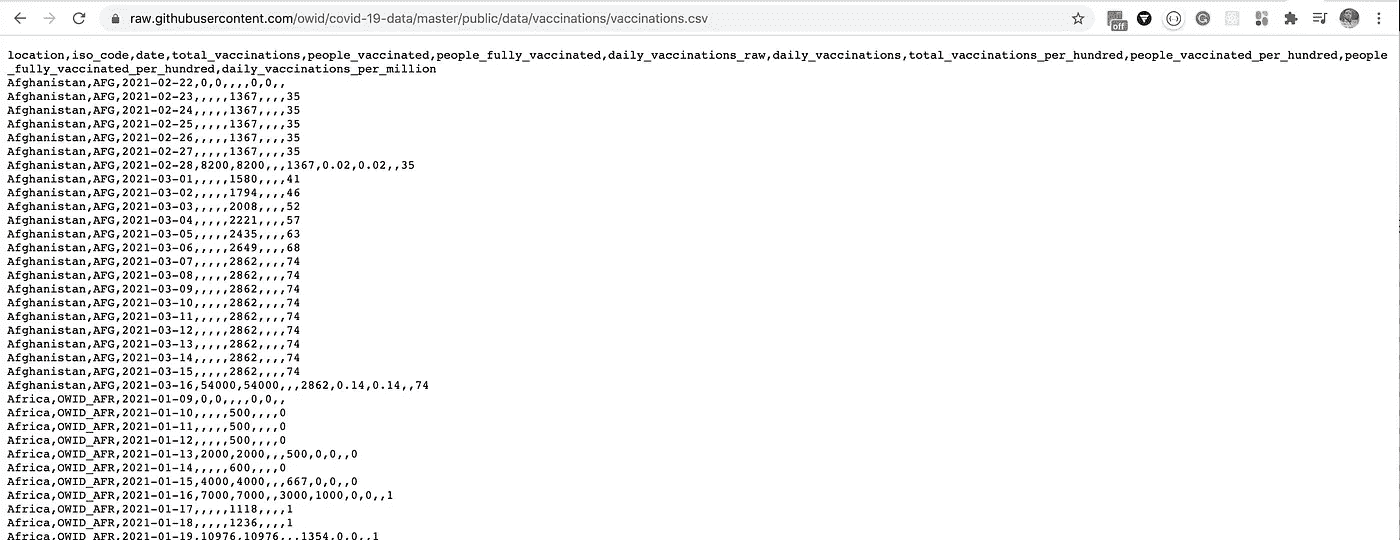 raw.githubusercontent.com/owid/covid-19-data/master/public/data/vaccinations/vaccinations.csv
off
location,iso_code,date,total_vaccinations,people_vaccinated,people_fully_vaccinated,daily_vaccinations_raw,daily_vaccinations,total_vaccinations_per_hundred,people_vaccinated_per_hundred,people
_fully_vaccinated_per_hundred,daily_vaccinations_per_million
Afghanistan,AFG,2021-02-22,0,0,,,,0,0,,
Afghanistan,AFG,2021-02-23,,,,,1367,,,,35
Afghanistan,AFG,2021-02-24,,,,,1367,,,,35
Afghanistan,AFG,2021-02-25,,,,,1367,,,,35
Afghanistan,AFG,2021-02-26,,,,,1367,,,,35
Afghanistan,AFG,2021-02-27,,,,,1367,,,,35
Afghanistan,AFG,2021-02-28,8200,8200,,,1367,0.02,0.02,,35
Afghanistan,AFG,2021-03-01,,,,,1580,,,,41
Afghanistan,AFG,2021-03-02,,,,,1794,,,,46
Afghanistan,AFG,2021-03-03,,,,,2008,,,,52
Afghanistan,AFG,2021-03-04,,,,,2221,,,,57
Afghanistan,AFG,2021-03-05,,,,,2435,,,,63
Afghanistan,AFG,2021-03-06,,,,,2649,,,,68
Afghanistan,AFG,2021-03-07,,,,,2862,,,,74
Afghanistan,AFG,2021-03-08,,,,,2862,,,,74
Afghanistan,AFG,2021-03-09,,,,,2862,,,,74
Afghanistan,AFG,2021-03-10,,,,,2862,,,,74
Afghanistan,AFG,2021-03-11,,,,,2862,,,,74
Afghanistan,AFG,2021-03-12,,,,,2862,,,,74
Afghanistan,AFG,2021-03-13,,,,,2862,,,,74
Afghanistan,AFG,2021-03-14,,,,,2862,,,,74
Afghanistan,AFG,2021-03-15,,,,,2862,,,,74
Afghanistan,AFG,2021-03-16,54000,54000,,,2862,0.14,0.14,,74
Africa,OWID_AFR,2021-01-09,0,0,,,,0,0,,
Africa,OWID_AFR,2021-01-10,,,,,500,,,,0
Africa,OWID_AFR,2021-01-11,,,,,500,,,,0
Africa,OWID_AFR,2021-01-12,,,,,500,,,,0
Africa,OWID_AFR,2021-01-13,2000,2000,,,500,0,0,,0
Africa,OWID_AFR,2021-01-14,,,,,600,,,,0
Africa,OWID_AFR,2021-01-15,4000,4000,,,667,0,0,,0
Africa,OWID_AFR,2021-01-16,7000,7000,,3000,1000,0,0,,1
Africa,OWID_AFR,2021-01-17,,,,,1118,,,,1
Africa,OWID_AFR,2021-01-18,,,,,1236,,,,1
Africa,OWID_AFR,2021-01-19,10976,10976,,,1354,0,0,,1